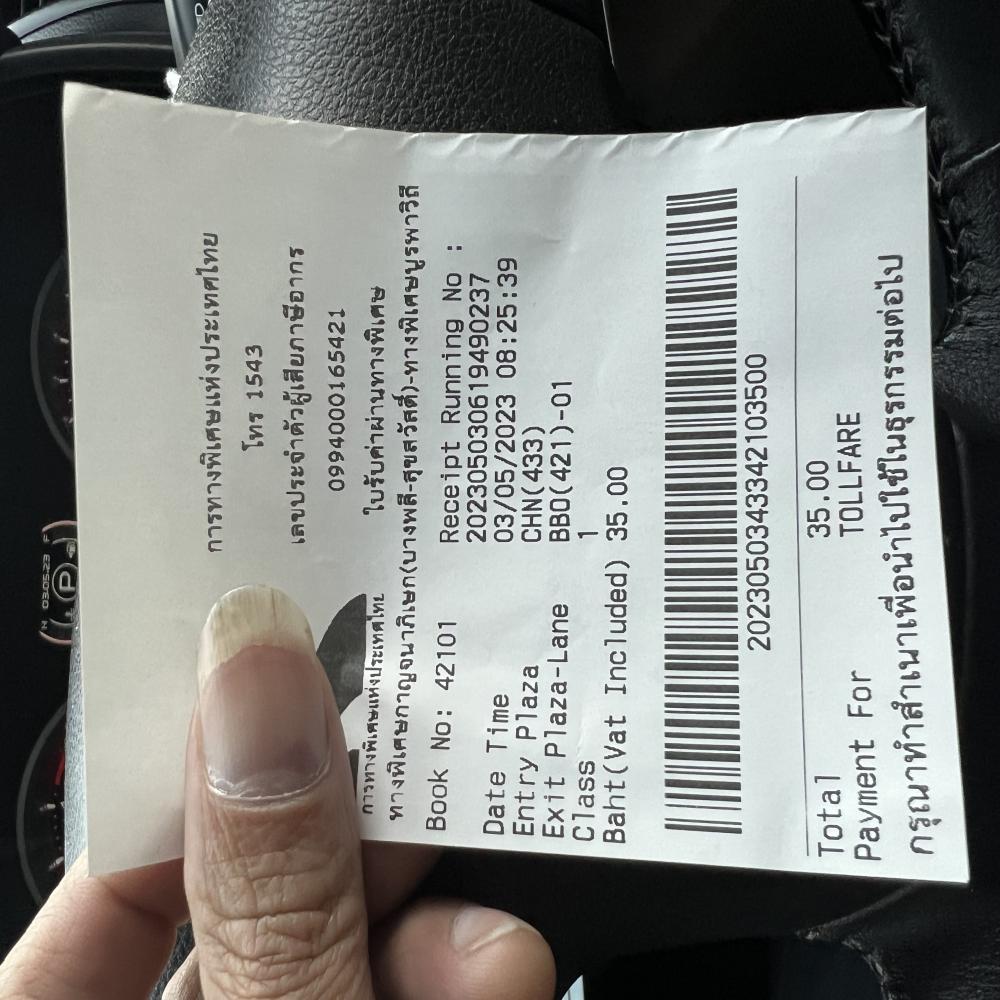 การทางพิเศษแห่งประเทศไทย
โทร 1543
เลขประจำตัวผู้เสียภาษีอากร
0994000165421
การทางพิเศษแห่งประเทศไทย ใบรับค่าผ่านทางพิเศษ
ทางพิเศษกาญจนาภิเษก(บางพลี-สุขสวัสดิ์)-ทางพิเศษบูรพาวิถี
Book No: 42101 Receipt Running No :
202305030619490237
Date Time 03/05/2023 08:25:39
Entry Plaza CHN(433)
Exit Plaza-Lane BBO(421)-01
Class 1
Baht(Vat Included) 35.00
2023050343342103500
Total 35.00
Payment For TOLLFARE
กรุณาทำสำเนาเพื่อนำไปใช้ในธุรกรรมต่อไป
N 03.05.23 F
P